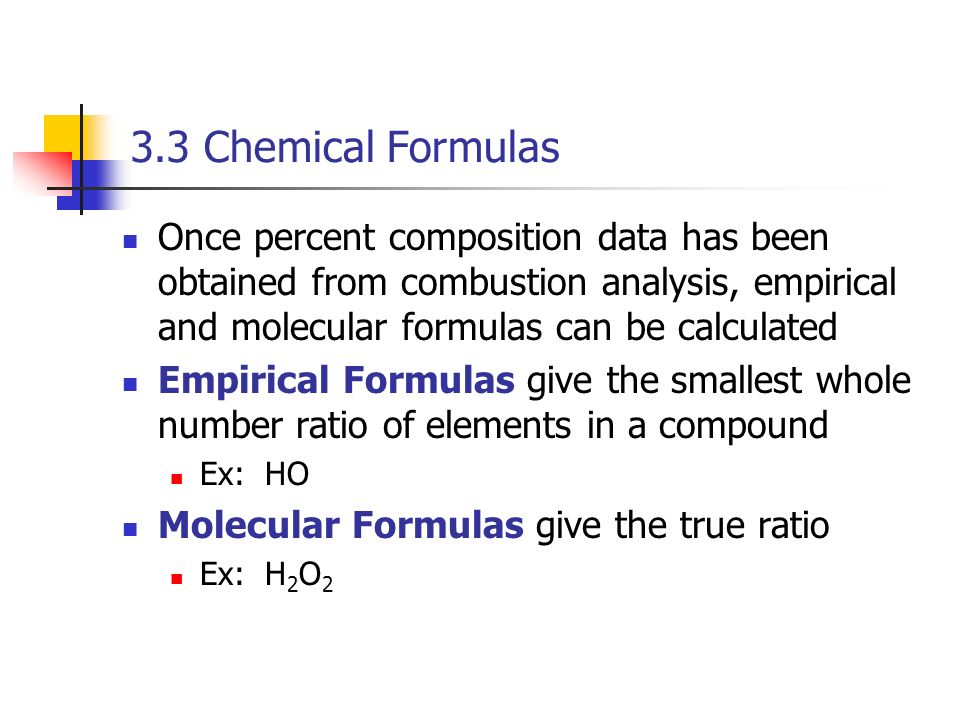 3.3 Chemical Formulas
Once percent composition data has been
obtained from combustion analysis, empirical
and molecular formulas can be calculated
Empirical Formulas give the smallest whole
number ratio of elements in a compound
Ex: HO
Molecular Formulas give the true ratio
Ex: H₂O₂